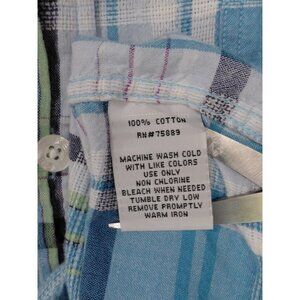 100% COTTON
RN#75889
MACHINE WASH COLD
WITH LIKE COLORS
USE ONLY
NON CHLORINE
BLEACH WHEN NEEDED
TUMBLE DRY LOW
REMOVE PROMPTLY
WARM IRON